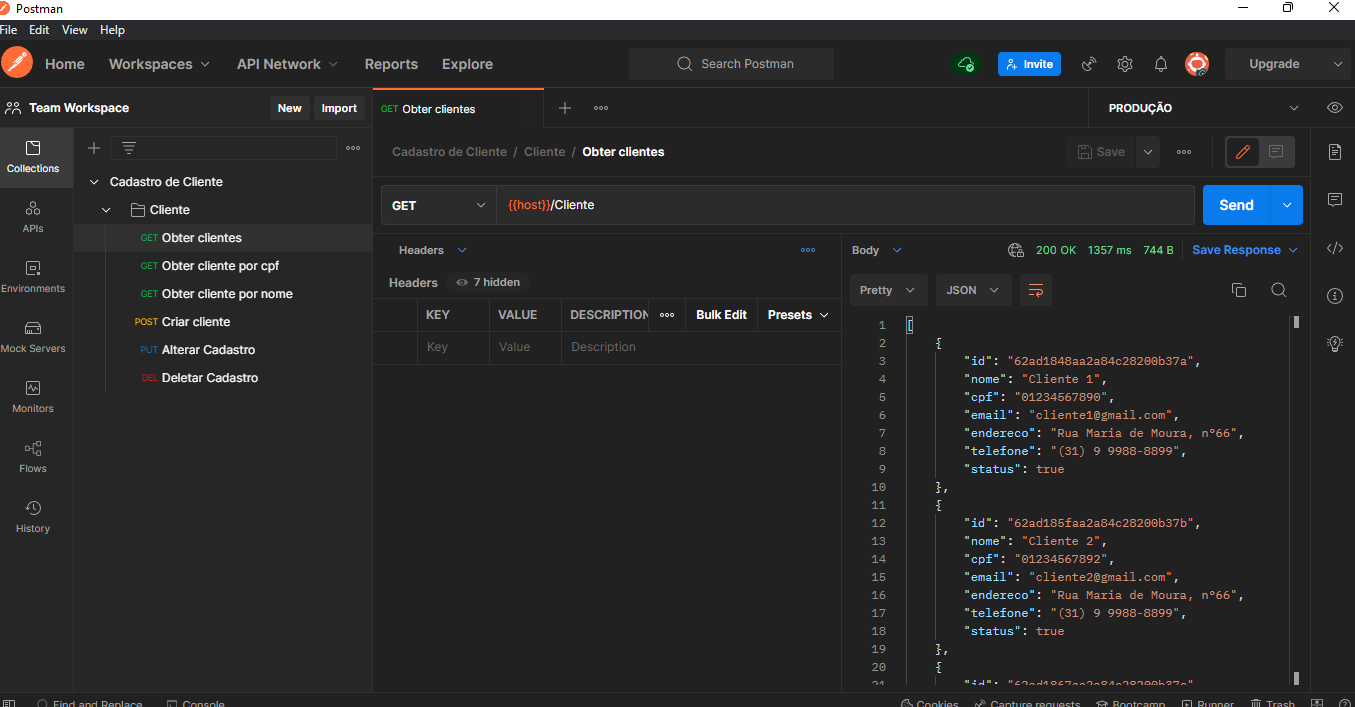 Postman
File Edit View Help
Home Workspaces API Network Reports Explore Search Postman Invite Upgrade
Team Workspace New Import
GET Obter clientes
PRODUÇÃO
Collections
APIs
Environments
Mock Servers
Monitors
Flows
History
Cadastro de Cliente
Cliente
GET Obter clientes
GET Obter cliente por cpf
GET Obter cliente por nome
POST Criar cliente
PUT Alterar Cadastro
DEL Deletar Cadastro
Cadastro de Cliente / Cliente / Obter clientes
Save
GET {{host}}/Cliente
Send
Headers
Headers 7 hidden
KEY VALUE DESCRIPTION Bulk Edit Presets
Key Value Description
Body 200 OK 1357 ms 744 B Save Response
Pretty JSON
1 [
2 {
3 "id": "62ad1848aa2a84c28200b37a",
4 "nome": "Cliente 1",
5 "cpf": "01234567890",
6 "email": "cliente1@gmail.com",
7 "endereco": "Rua Maria de Moura, n°66",
8 "telefone": "(31) 9 9988-8899",
9 "status": true
10 },
11 {
12 "id": "62ad185faa2a84c28200b37b",
13 "nome": "Cliente 2",
14 "cpf": "01234567892",
15 "email": "cliente2@gmail.com",
16 "endereco": "Rua Maria de Moura, n°66",
17 "telefone": "(31) 9 9988-8899",
18 "status": true
19 },
20 {
21 "id":
Find and Replace Console Cookies Capture requests Bootcamp Runner Trash